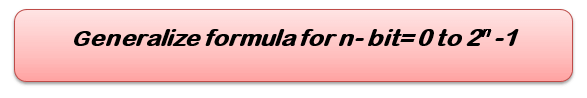 Generalize formula for n- bit= 0 to 2ⁿ -1